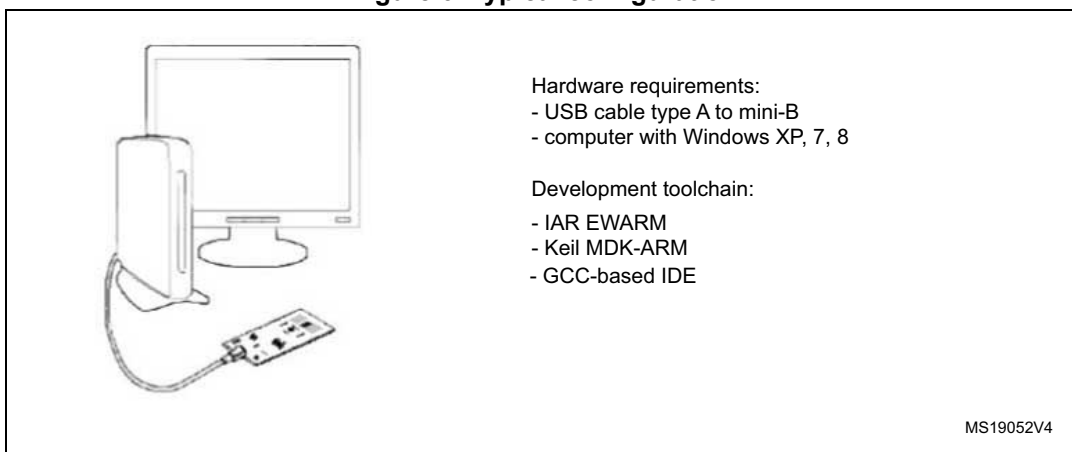 Hardware requirements:
- USB cable type A to mini-B
- computer with Windows XP, 7, 8
Development toolchain:
- IAR EWARM
- Keil MDK-ARM
- GCC-based IDE
MS19052V4